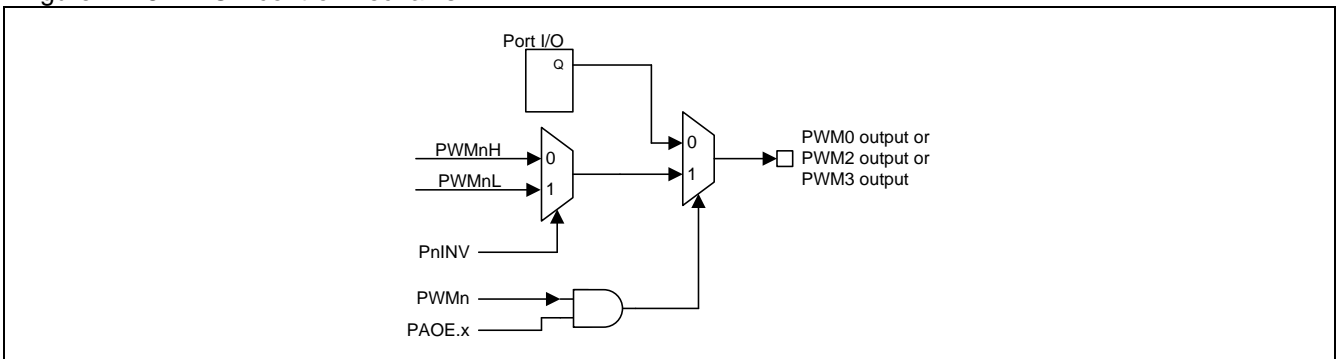 Port I/O
Q
PWMnH
0
PWMnL
1
0
1
PWM0 output or
PWM2 output or
PWM3 output
PnINV
PWMn
PAOE.x